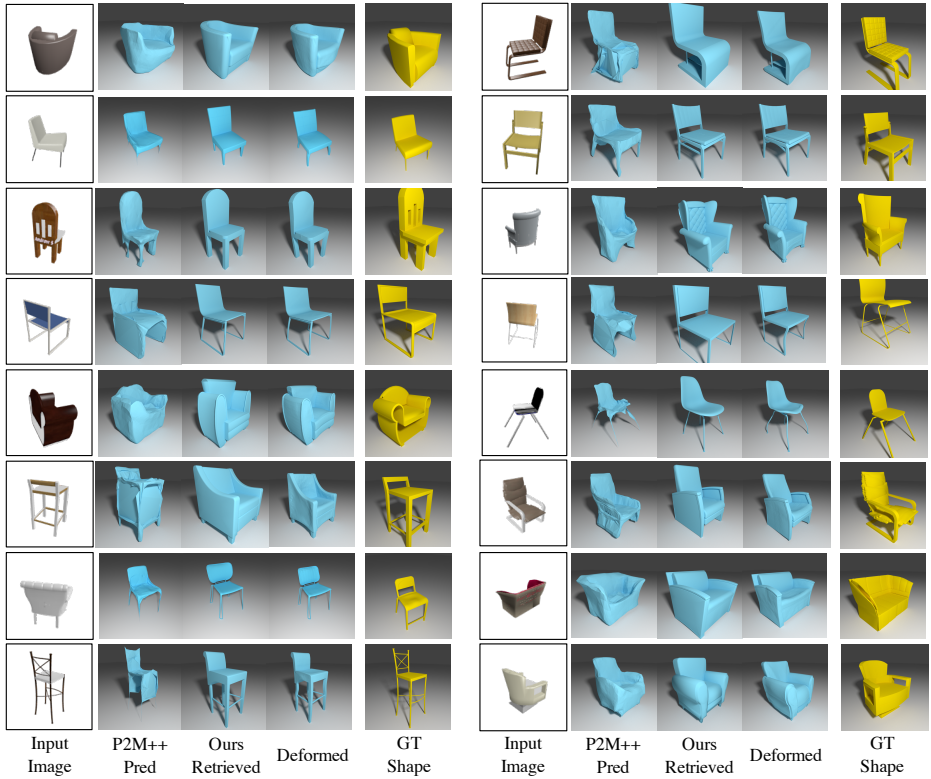 Input Image
P2M++ Pred
Ours Retrieved
Deformed
GT Shape
Input Image
P2M++ Pred
Ours Retrieved
Deformed
GT Shape